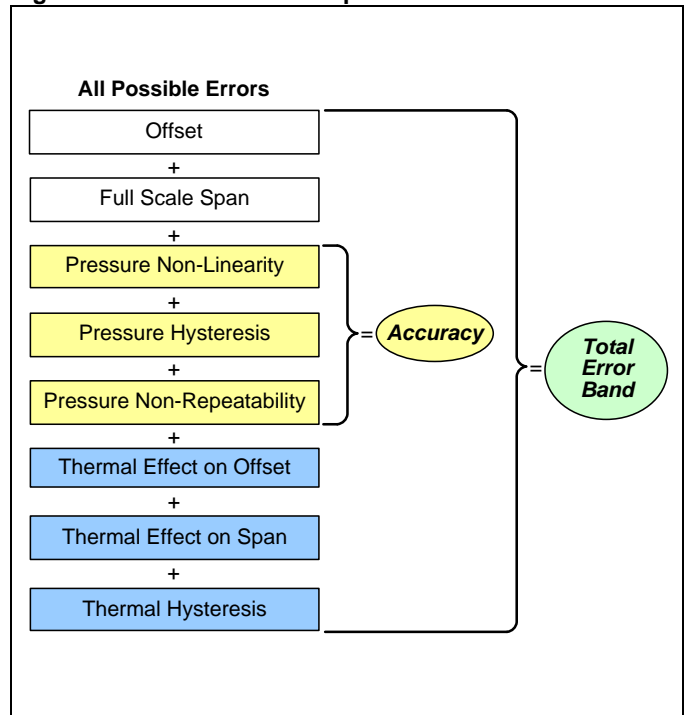 All Possible Errors
Offset
+
Full Scale Span
+
Pressure Non-Linearity
+
Pressure Hysteresis
+
Pressure Non-Repeatability
+
Thermal Effect on Offset
+
Thermal Effect on Span
+
Thermal Hysteresis
= Accuracy
= Total
Error
Band